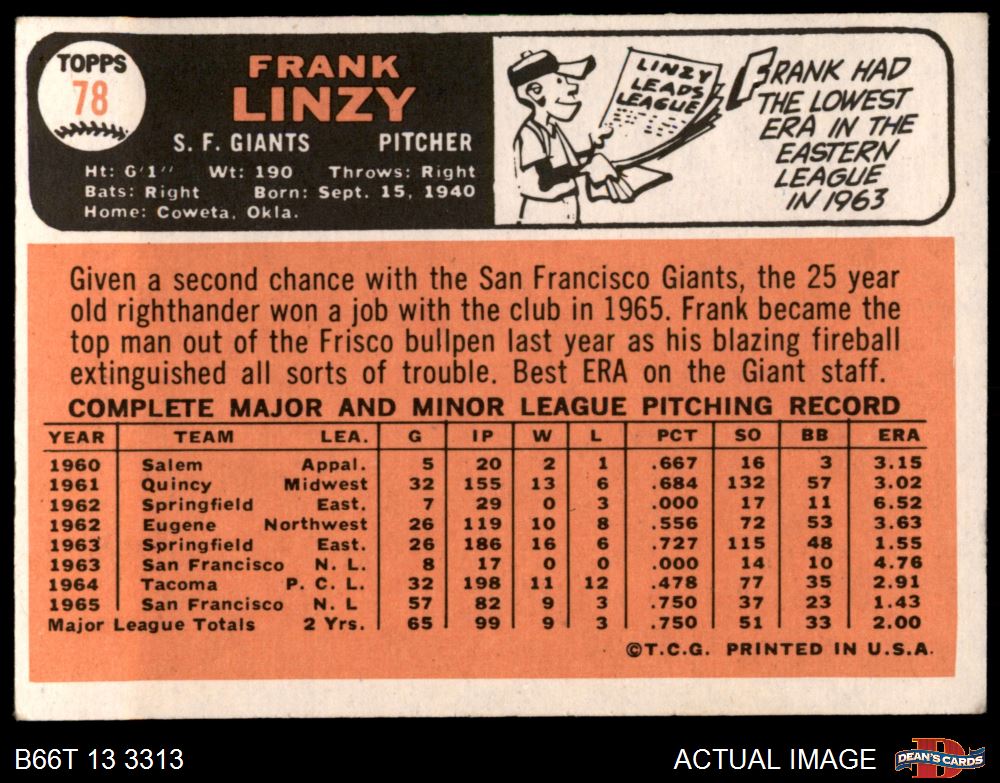 TOPPS
78
FRANK
LINZY
S. F. GIANTS PITCHER
Ht: 6'1" Wt: 190 Throws: Right
Bats: Right Born: Sept. 15, 1940
Home: Coweta, Okla.
LINZY
LEADS
LEAGUE
FRANK HAD
THE LOWEST
ERA IN THE
EASTERN
LEAGUE
IN 1963
Given a second chance with the San Francisco Giants, the 25 year
old righthander won a job with the club in 1965. Frank became the
top man out of the Frisco bullpen last year as his blazing fireball
extinguished all sorts of trouble. Best ERA on the Giant staff.
COMPLETE MAJOR AND MINOR LEAGUE PITCHING RECORD
YEAR TEAM LEA. G IP W L PCT SO BB ERA
1960 Salem Appal. 5 20 2 1 .667 16 3 3.15
1961 Quincy Midwest 32 155 13 6 .684 132 57 3.02
1962 Springfield East. 7 29 0 3 .000 17 11 6.52
1962 Eugene Northwest 26 119 10 8 .556 72 53 3.63
1963 Springfield East. 26 186 16 6 .727 115 48 1.55
1963 San Francisco N. L. 8 17 0 0 .000 14 10 4.76
1964 Tacoma P. C. L. 32 198 11 12 .478 77 35 2.91
1965 San Francisco N. L 57 82 9 3 .750 37 23 1.43
Major League Totals 2 Yrs. 65 99 9 3 .750 51 33 2.00
©T.C.G. PRINTED IN U.S.A.
B66T 13 3313 ACTUAL IMAGE
D
DEAN'S CARDS